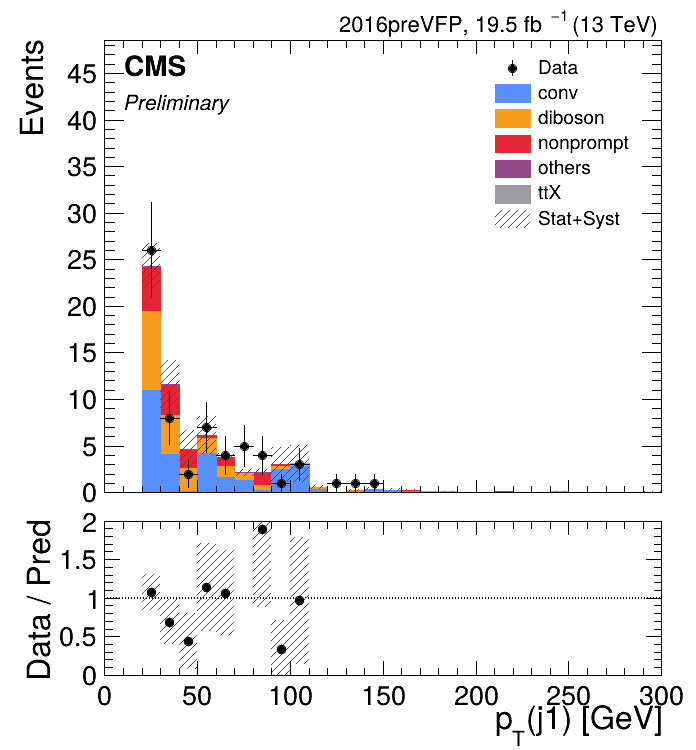 2016preVFP, 19.5 fb ⁻¹ (13 TeV)
Events
CMS
Preliminary
Data
conv
diboson
nonprompt
others
ttX
Stat+Syst
45
40
35
30
25
20
15
10
5
0
Data / Pred
2
1.5
1
0.5
0
0 50 100 150 200 250 300
p_T(j1) [GeV]